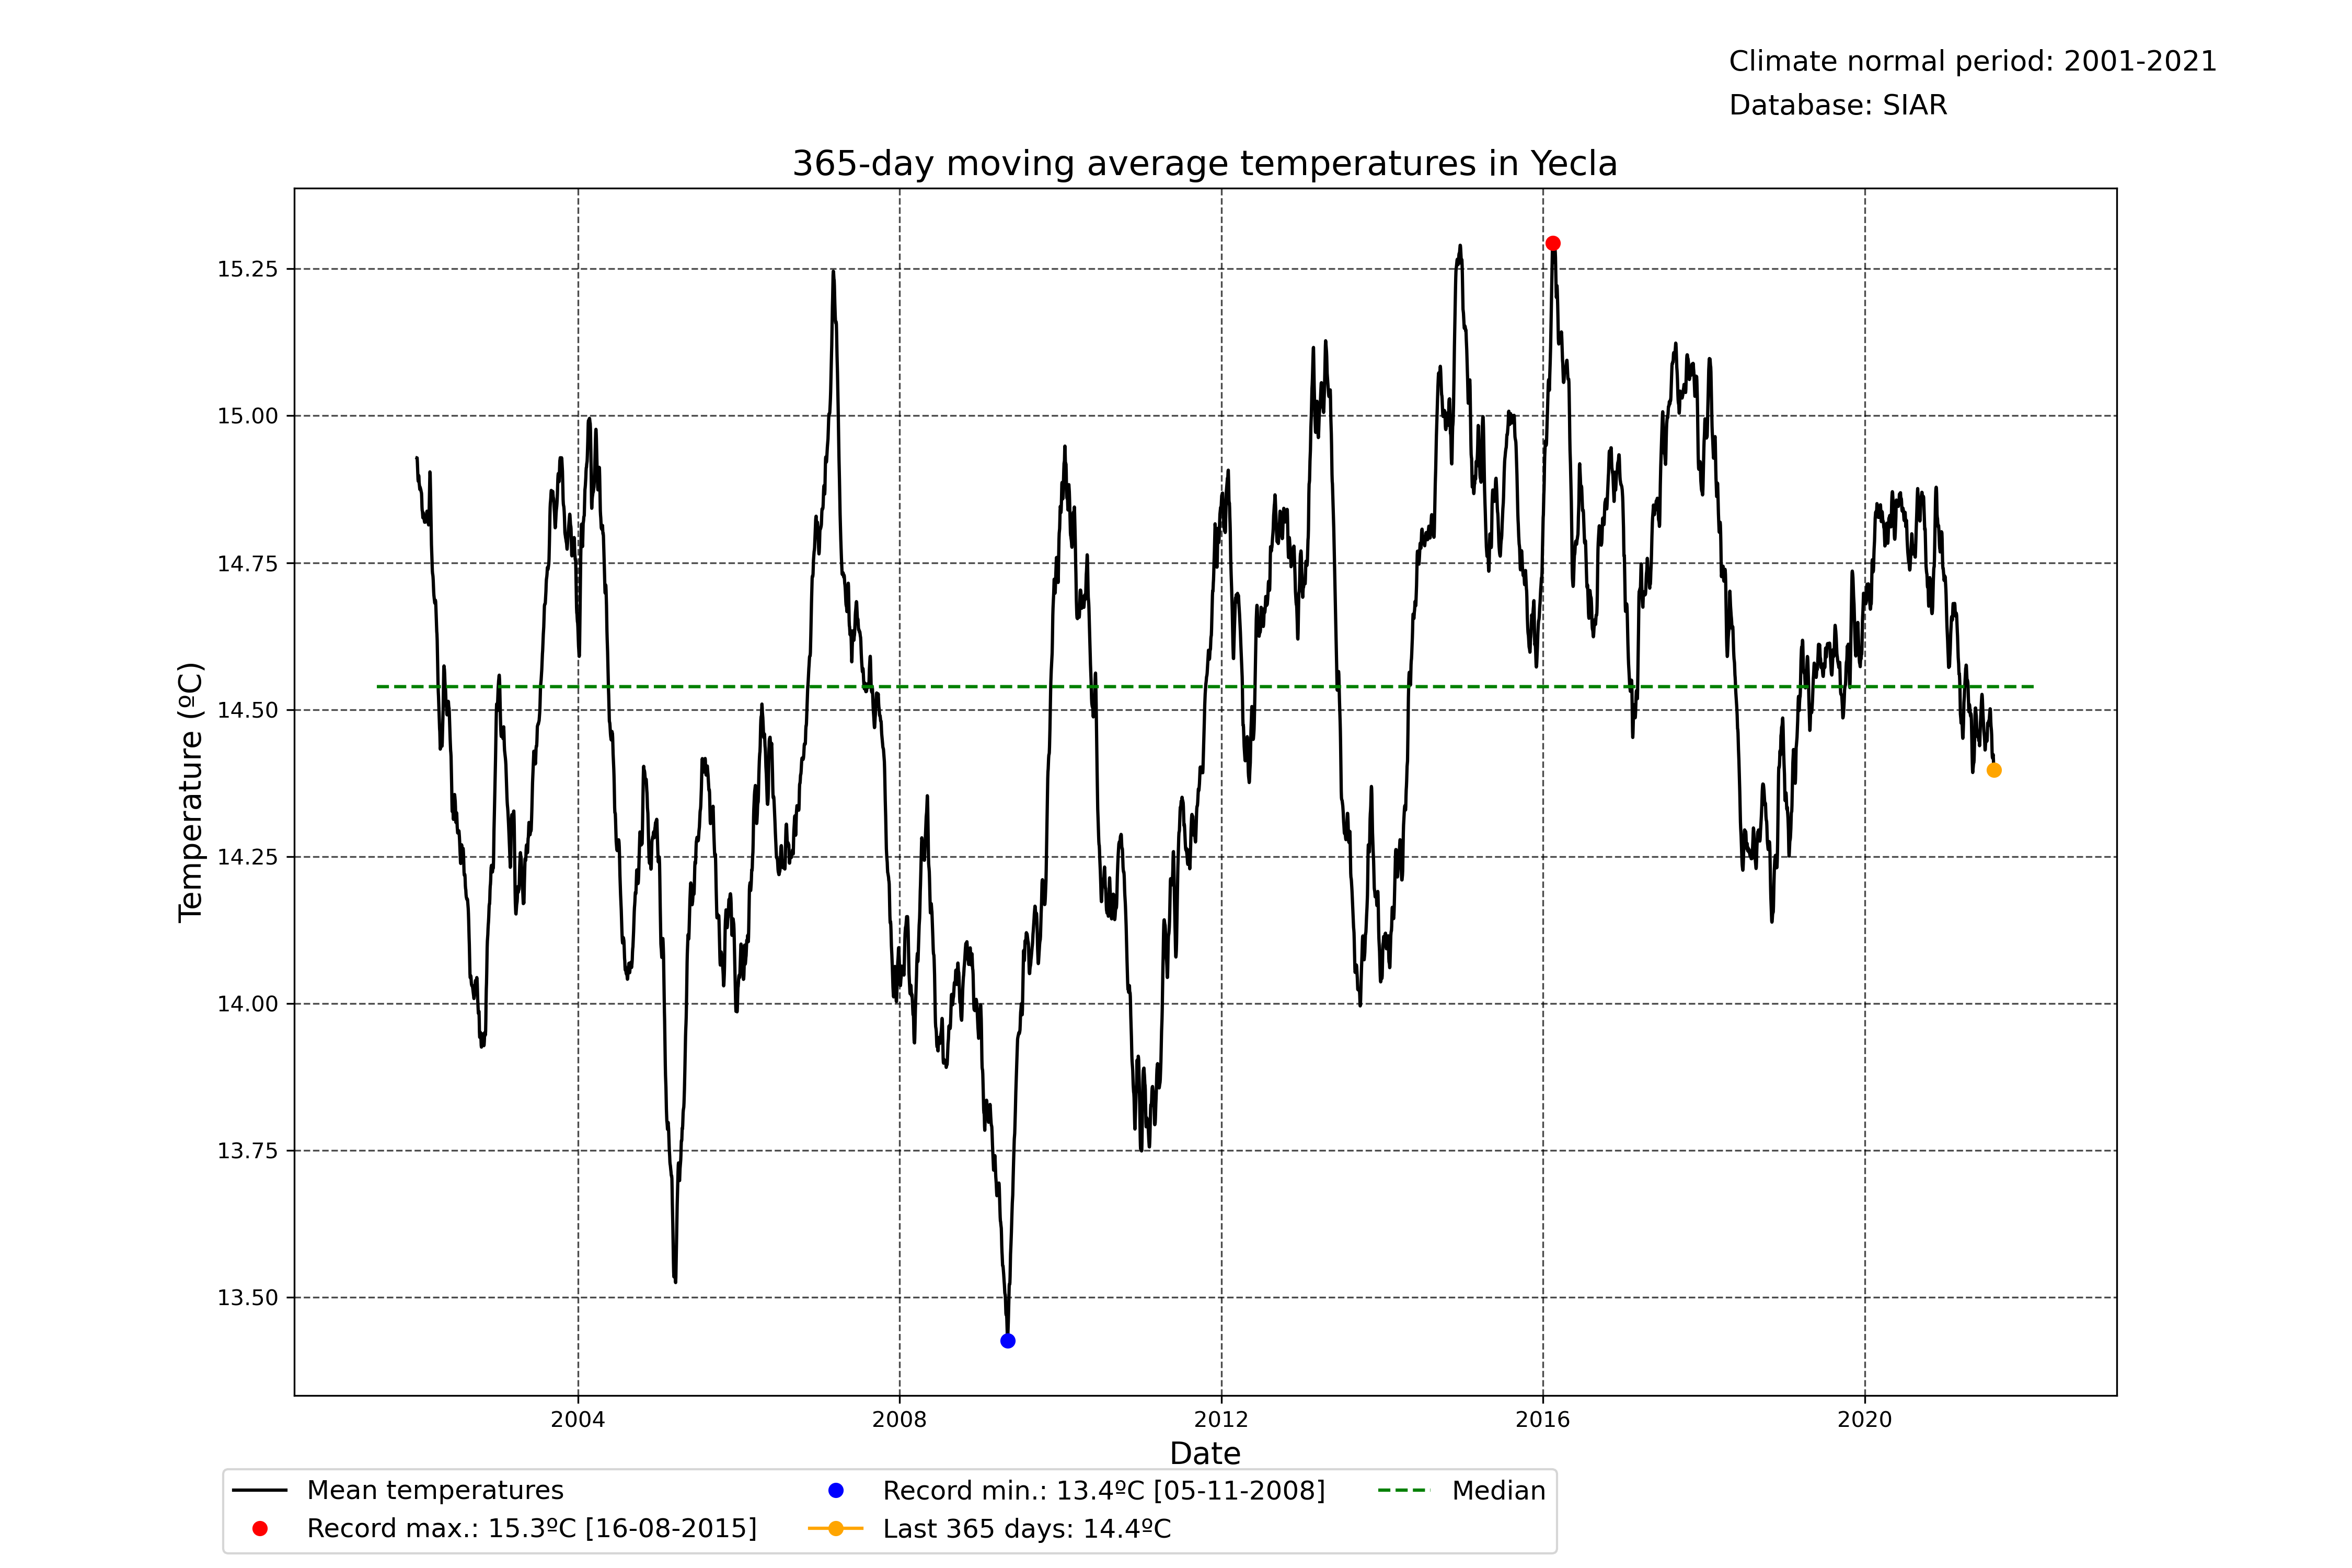 Climate normal period: 2001-2021
Database: SIAR
365-day moving average temperatures in Yecla
Temperature (ºC)
15.25
15.00
14.75
14.50
14.25
14.00
13.75
13.50
2004 2008 2012 2016 2020
Date
Mean temperatures
Record max.: 15.3ºC [16-08-2015]
Record min.: 13.4ºC [05-11-2008]
Last 365 days: 14.4ºC
Median